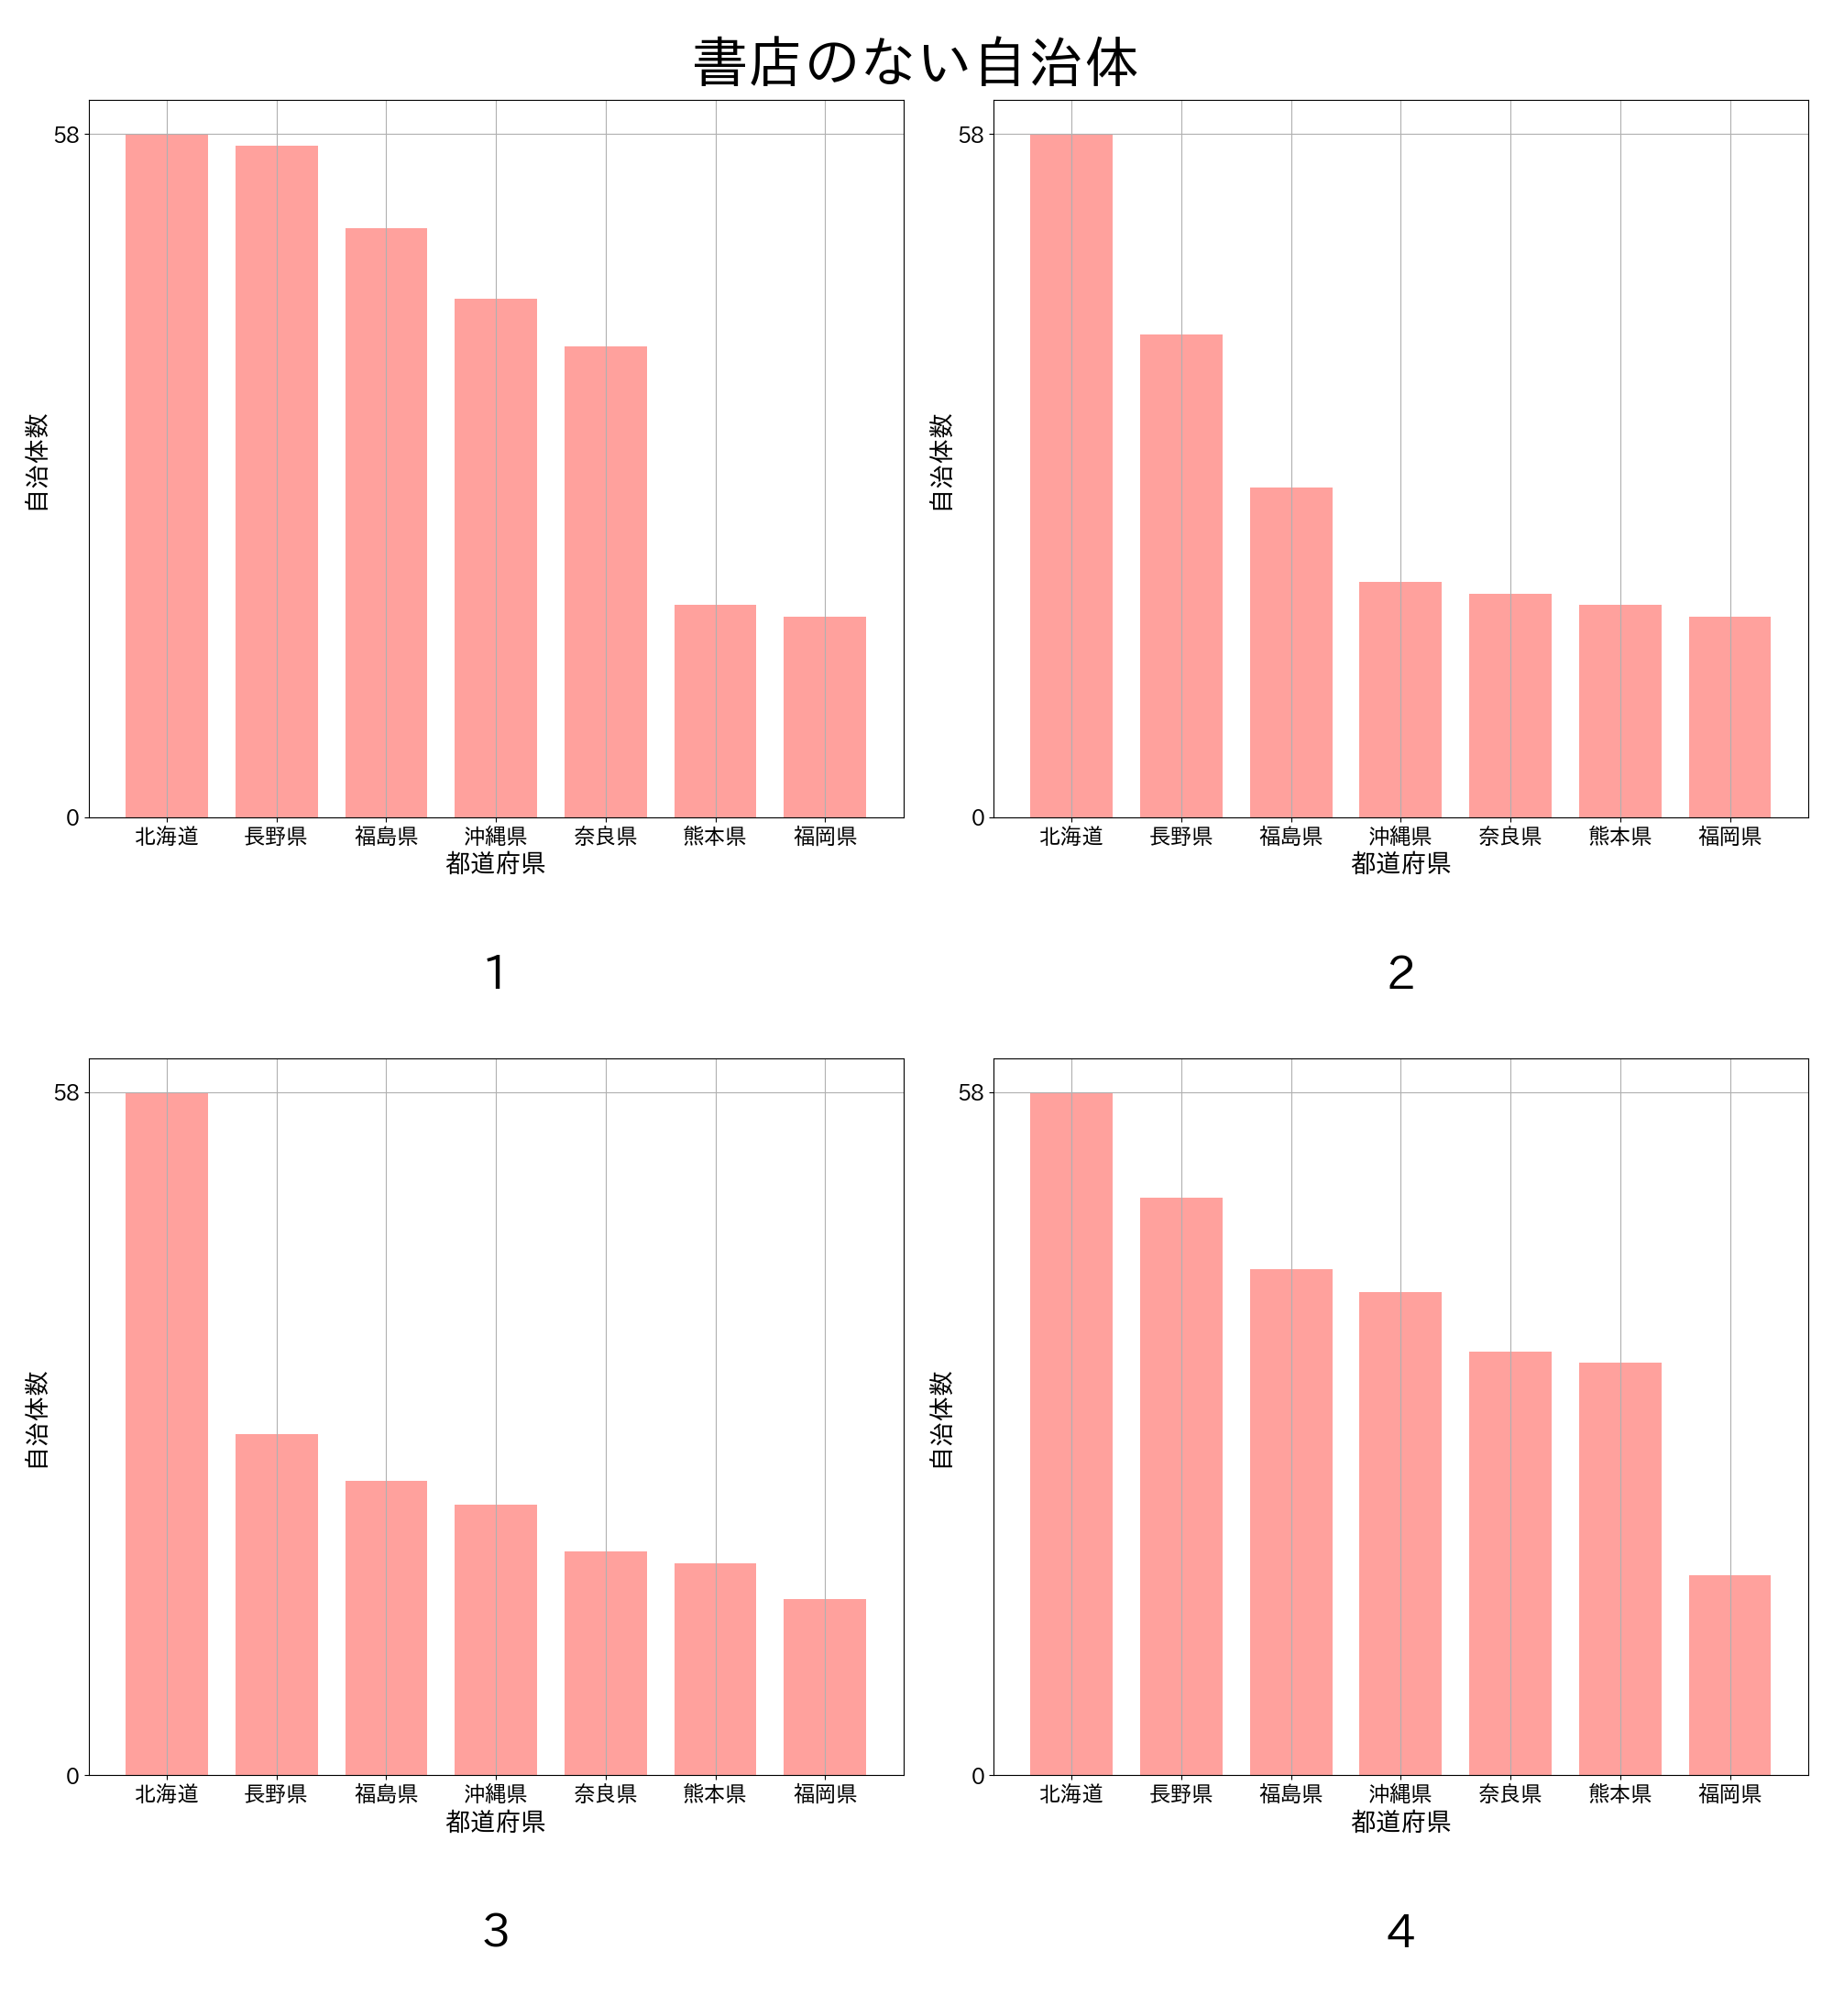 書店のない自治体
58
0
自治体数
北海道 長野県 福島県 沖縄県 奈良県 熊本県 福岡県
都道府県
1
58
0
自治体数
北海道 長野県 福島県 沖縄県 奈良県 熊本県 福岡県
都道府県
2
58
0
自治体数
北海道 長野県 福島県 沖縄県 奈良県 熊本県 福岡県
都道府県
3
58
0
自治体数
北海道 長野県 福島県 沖縄県 奈良県 熊本県 福岡県
都道府県
4